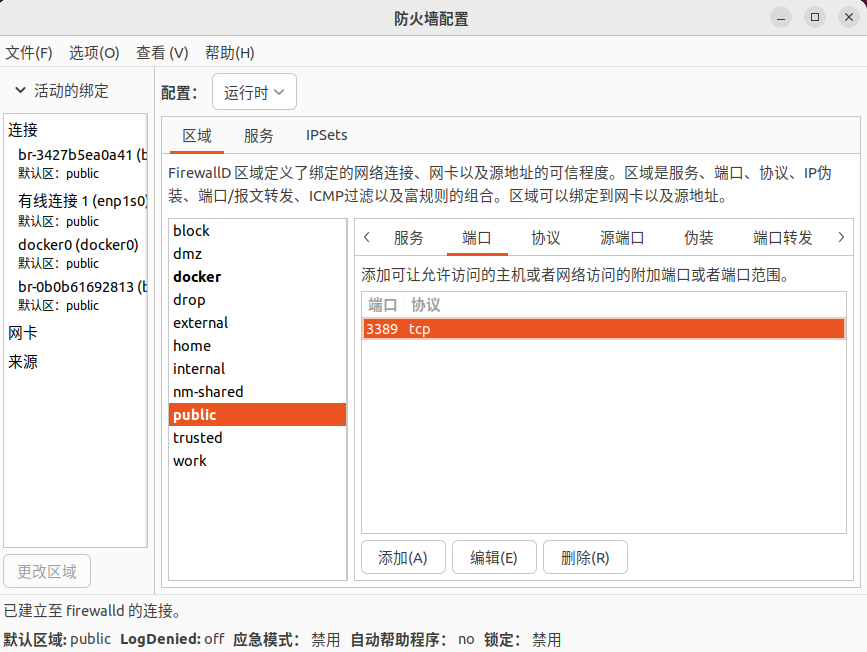 防火墙配置
文件(F) 选项(O) 查看 (V) 帮助(H)
活动的绑定
连接
br-3427b5ea0a41 (b
默认区：public
有线连接 1 (enp1s0)
默认区：public
docker0 (docker0)
默认区：public
br-0b0b61692813 (b
默认区：public
网卡
来源
更改区域
配置： 运行时
区域 服务 IPSets
FirewallD 区域定义了绑定的网络连接、网卡以及源地址的可信程度。区域是服务、端口、协议、IP伪
装、端口/报文转发、ICMP过滤以及富规则的组合。区域可以绑定到网卡以及源地址。
block
dmz
docker
drop
external
home
internal
nm-shared
public
trusted
work
服务 端口 协议 源端口 伪装 端口转发
添加可让允许访问的主机或者网络访问的附加端口或者端口范围。
端口 协议
3389 tcp
添加(A) 编辑(E) 删除(R)
已建立至 firewalld 的连接。
默认区域: public LogDenied: off 应急模式： 禁用 自动帮助程序： no 锁定： 禁用